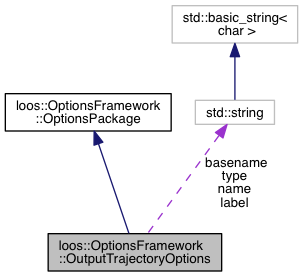 std::basic_string<
char >
loos::OptionsFramework
::OptionsPackage
std::string
basename
type
name
label
loos::OptionsFramework
::OutputTrajectoryOptions